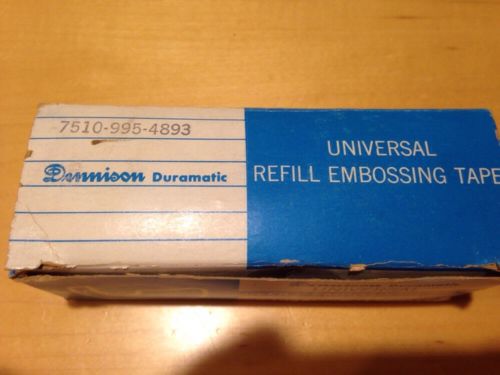 7510-995-4893
Dennison Duramatic
UNIVERSAL
REFILL EMBOSSING TAPE